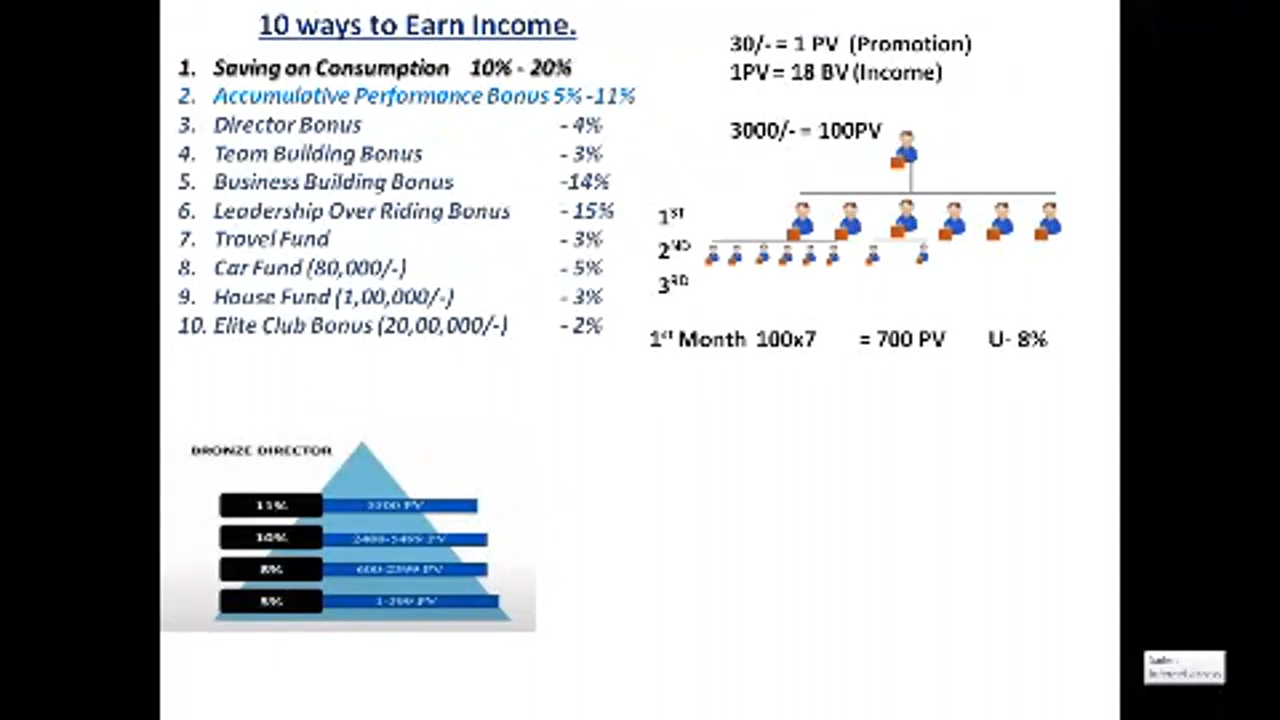 10 ways to Earn Income.
1. Saving on Consumption 10% - 20%
2. Accumulative Performance Bonus 5% -11%
3. Director Bonus - 4%
4. Team Building Bonus - 3%
5. Business Building Bonus -14%
6. Leadership Over Riding Bonus - 15%
7. Travel Fund - 3%
8. Car Fund (80,000/-) - 5%
9. House Fund (1,00,000/-) - 3%
10. Elite Club Bonus (20,00,000/-) - 2%
30/- = 1 PV (Promotion)
1PV = 18 BV (Income)
3000/- = 100PV
1ST
2ND
3RD
1st Month 100x7 = 700 PV U- 8%
BRONZE DIRECTOR
11% PV
10% PV
8% PV
5% PV